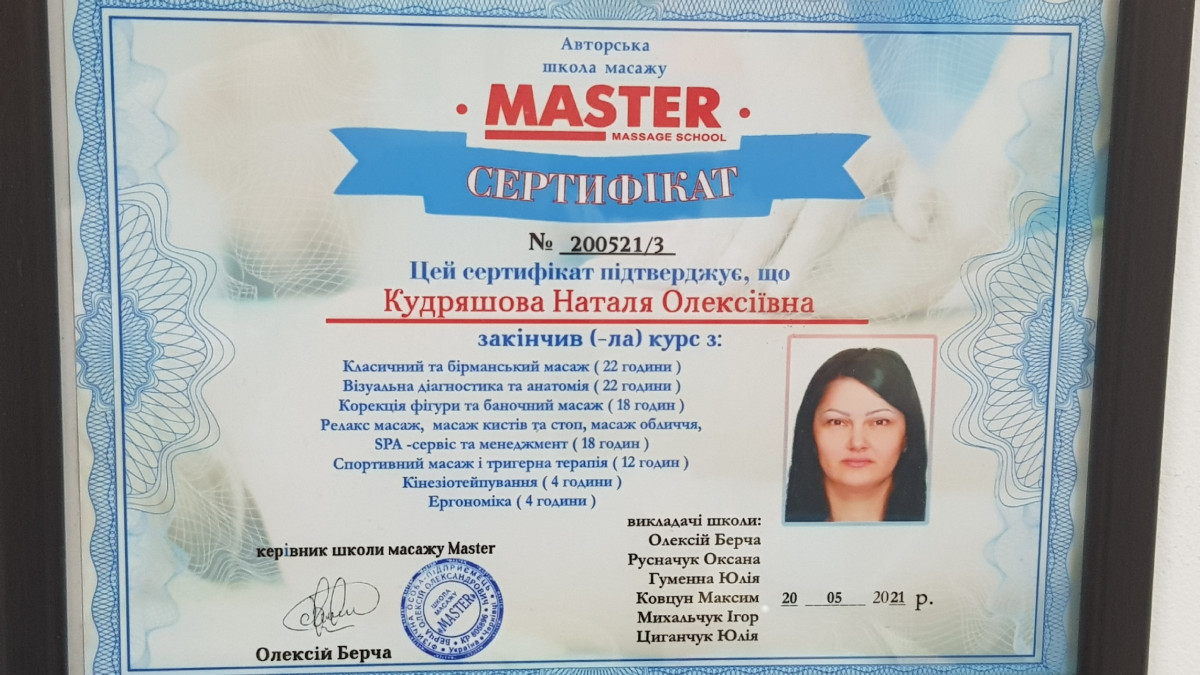 Авторська
школа масажу
• MASTER •
MASSAGE SCHOOL
СЕРТИФІКАТ
№ 200521/3
Цей сертифікат підтверджує, що
Кудряшова Наталя Олексіївна
закінчив (-ла) курс з:
Класичний та бірманський масаж ( 22 години )
Візуальна діагностика та анатомія ( 22 години )
Корекція фігури та баночний масаж ( 18 годин )
Релакс масаж, масаж кистів та стоп, масаж обличчя,
SPA -сервіс та менеджмент ( 18 годин )
Спортивний масаж і тригерна терапія ( 12 годин )
Кінезіотейпування ( 4 години )
Ергономіка ( 4 години )
керівник школи масажу Master
Олексій Берча
ШКОЛА
МАСАЖУ
«MASTER»
викладачі школи:
Олексій Берча
Русначук Оксана
Гуменна Юлія
Ковцун Максим
Михальчук Ігор
Циганчук Юлія
20 05 2021 р.